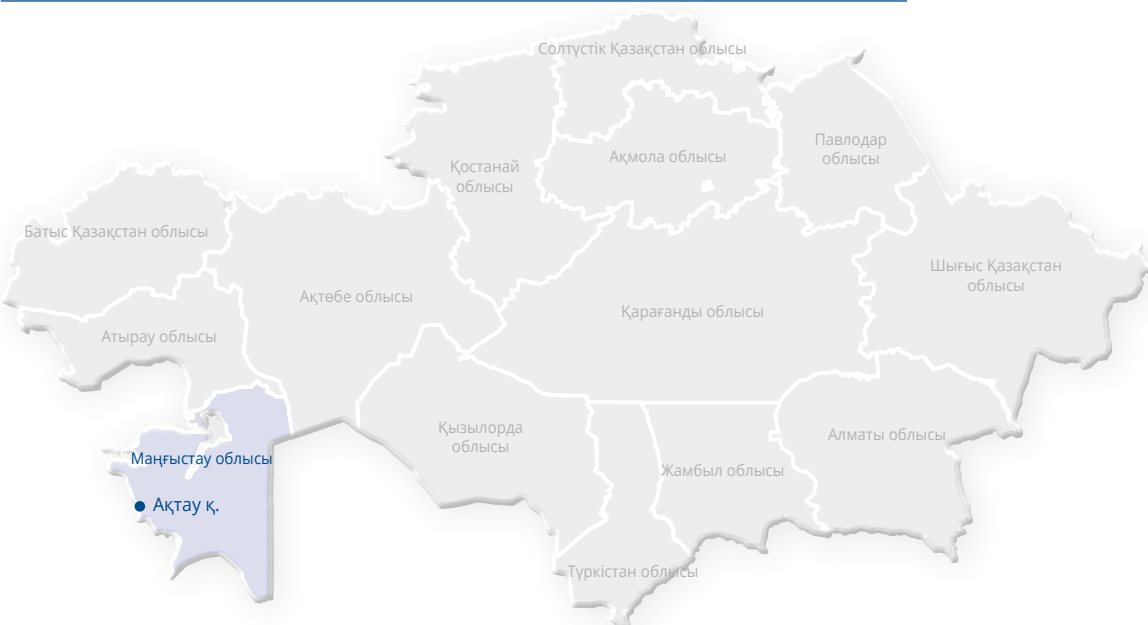 Солтүстік Қазақстан облысы
Павлодар
облысы
Ақмола облысы
Қостанай
облысы
Батыс Қазақстан облысы
Шығыс Қазақстан
облысы
Ақтөбе облысы
Қарағанды облысы
Атырау облысы
Қызылорда
облысы
Алматы облысы
Маңғыстау облысы
Жамбыл облысы
Ақтау қ.
Түркістан облысы